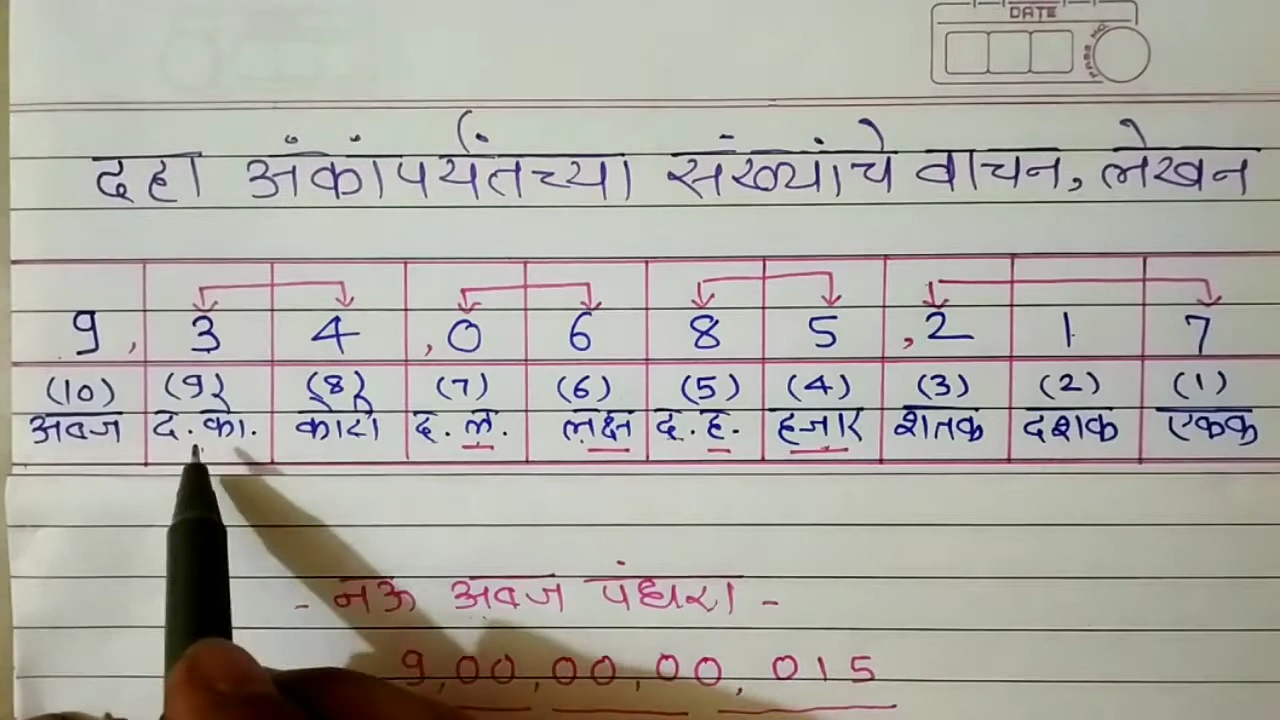 DATE
PAGE NO.
दहा अंकांपर्यंतच्या संख्यांचे वाचन, लेखन
9, 3 4 ,0 6 8 5 ,2 1 7
(10) (9) (8) (7) (6) (5) (4) (3) (2) (1)
अब्ज द.को. कोटी द.ल. लक्ष द.ह. हजार शतक दशक एकक
- नऊ अब्ज पंधरा -
9,00,00,00,015